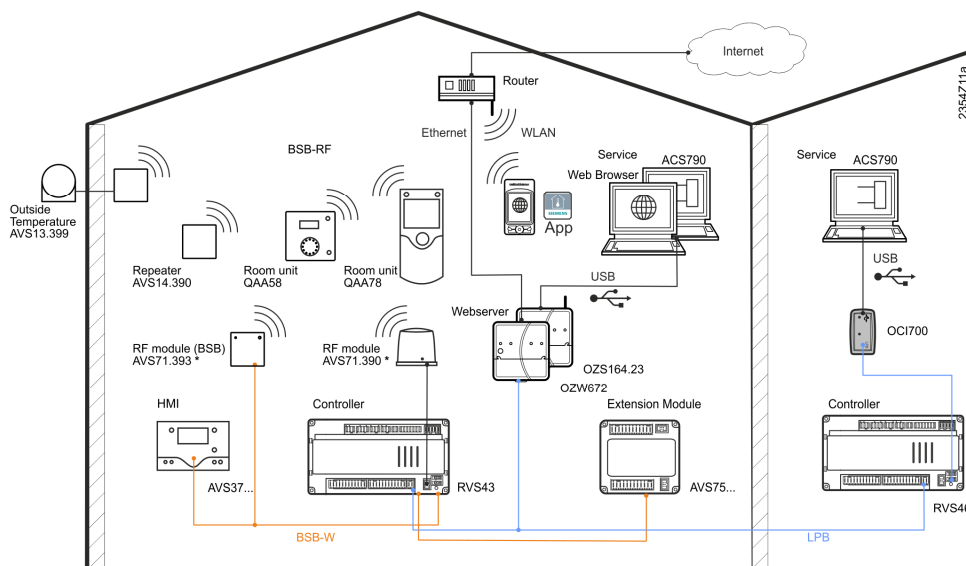 Internet
Router
2354Z11a
Ethernet
WLAN
BSB-RF
Service
ACS790
Web Browser
Service
ACS790
Outside
Temperature
AVS13.399
SIEMENS
App
Repeater
AVS14.390
Room unit
QAA58
Room unit
QAA78
USB
USB
Webserver
OCI700
RF module (BSB)
AVS71.393 *
RF module
AVS71.390 *
OZS164.23
OZW672
HMI
Controller
Extension Module
Controller
AVS37...
RVS43
AVS75...
RVS46
BSB-W
LPB